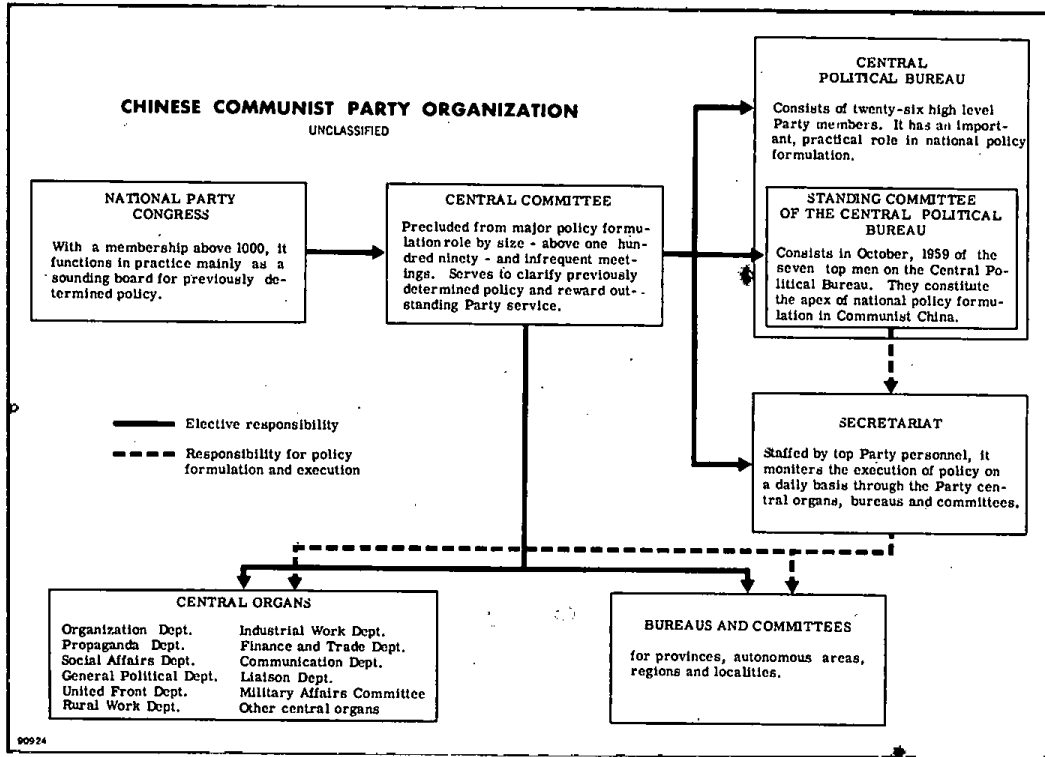 CHINESE COMMUNIST PARTY ORGANIZATION
UNCLASSIFIED
NATIONAL PARTY
CONGRESS
With a membership above 1000, it
functions in practice mainly as a
sounding board for previously de-
termined policy.
CENTRAL COMMITTEE
Precluded from major policy formu-
lation role by size - above one hun-
dred ninety - and infrequent meet-
ings. Serves to clarify previously
determined policy and reward out-
standing Party service.
CENTRAL
POLITICAL BUREAU
Consists of twenty-six high level
Party members. It has an import-
ant, practical role in national policy
formulation.
STANDING COMMITTEE
OF THE CENTRAL POLITICAL
BUREAU
Consists in October, 1959 of the
seven top men on the Central Po-
litical Bureau. They constitute
the apex of national policy formu-
lation in Communist China.
Elective responsibility
Responsibility for policy
formulation and execution
SECRETARIAT
Staffed by top Party personnel, it
moniters the execution of policy on
a daily basis through the Party cen-
tral organs, bureaus and committees.
CENTRAL ORGANS
Organization Dept.
Propaganda Dept.
Social Affairs Dept.
General Political Dept.
United Front Dept.
Rural Work Dept.
Industrial Work Dept.
Finance and Trade Dept.
Communication Dept.
Liaison Dept.
Military Affairs Committee
Other central organs
BUREAUS AND COMMITTEES
for provinces, autonomous areas,
regions and localities.
90924